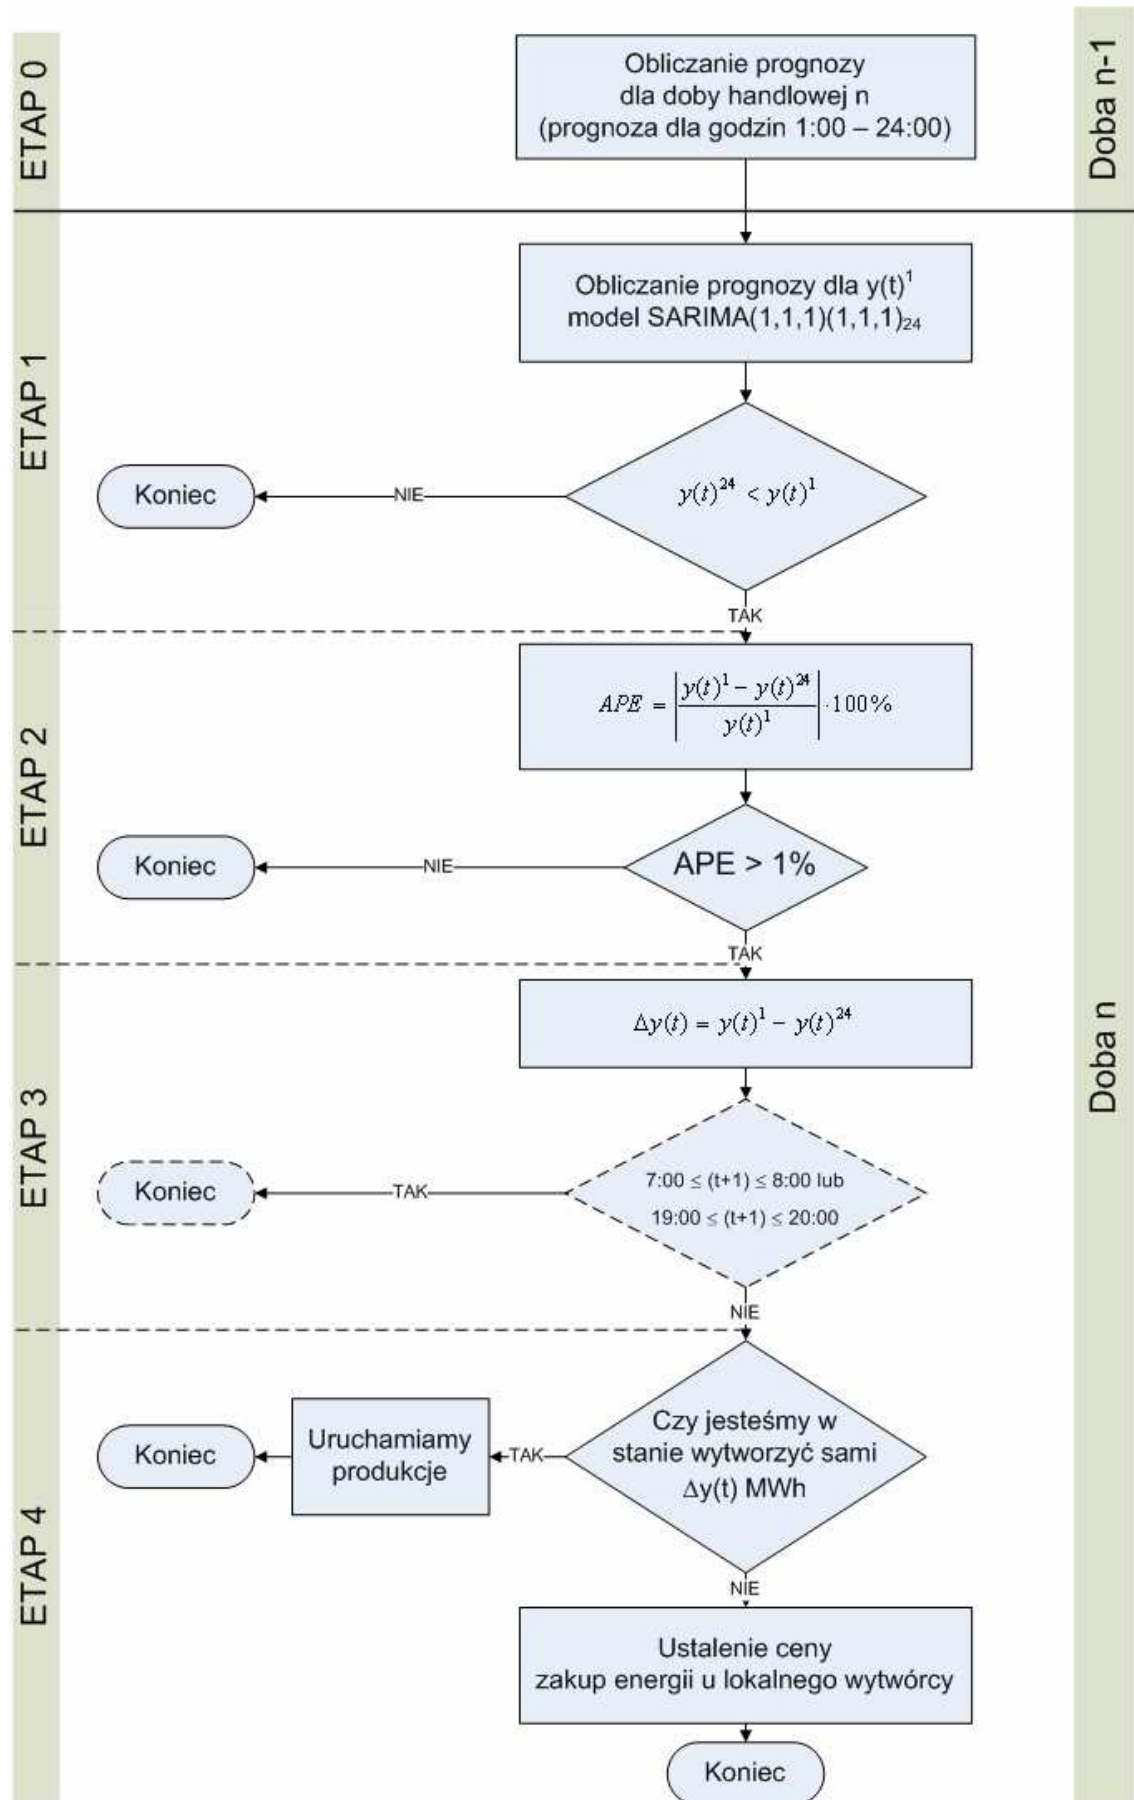 ETAP 0
Doba n-1
Obliczanie prognozy
dla doby handlowej n
(prognoza dla godzin 1:00 – 24:00)
ETAP 1
Obliczanie prognozy dla y(t)¹
model SARIMA(1,1,1)(1,1,1)₂₄
y(t)²⁴ < y(t)¹
NIE
Koniec
TAK
ETAP 2
APE = |(y(t)¹ − y(t)²⁴) / y(t)¹| · 100%
APE > 1%
NIE
Koniec
TAK
Doba n
ETAP 3
Δy(t) = y(t)¹ − y(t)²⁴
7:00 ≤ (t+1) ≤ 8:00 lub
19:00 ≤ (t+1) ≤ 20:00
TAK
Koniec
NIE
ETAP 4
Czy jesteśmy w
stanie wytworzyć sami
Δy(t) MWh
TAK
Uruchamiamy
produkcje
Koniec
NIE
Ustalenie ceny
zakup energii u lokalnego wytwórcy
Koniec